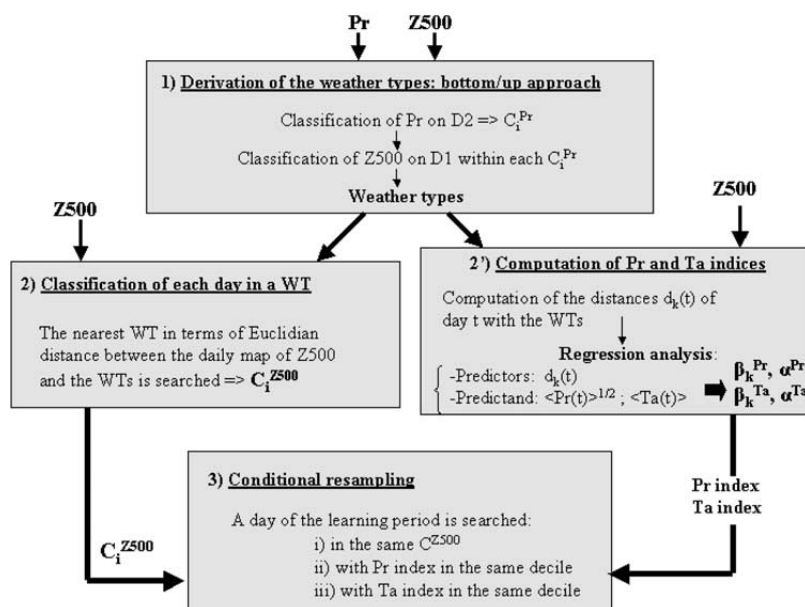 Pr Z500
1) Derivation of the weather types: bottom/up approach
Classification of Pr on D2 => C_i^Pr
Classification of Z500 on D1 within each C_i^Pr
Weather types
Z500
2) Classification of each day in a WT
The nearest WT in terms of Euclidian
distance between the daily map of Z500
and the WTs is searched => C_i^Z500
Z500
2') Computation of Pr and Ta indices
Computation of the distances d_k(t) of
day t with the WTs
Regression analysis:
-Predictors: d_k(t)
-Predictand: <Pr(t)>^1/2 ; <Ta(t)>
β_k^Pr, α^Pr
β_k^Ta, α^Ta
C_i^Z500
Pr index
Ta index
3) Conditional resampling
A day of the learning period is searched:
i) in the same C^Z500
ii) with Pr index in the same decile
iii) with Ta index in the same decile